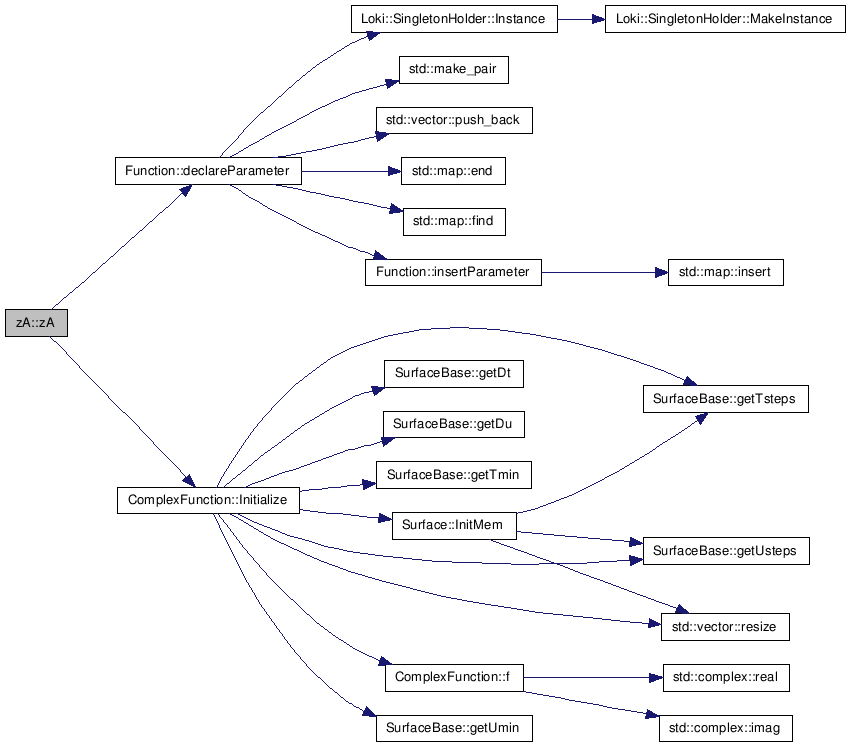 Loki::SingletonHolder::Instance
Loki::SingletonHolder::MakeInstance
std::make_pair
std::vector::push_back
Function::declareParameter
std::map::end
std::map::find
Function::insertParameter
std::map::insert
zA::zA
SurfaceBase::getDt
SurfaceBase::getTsteps
SurfaceBase::getDu
SurfaceBase::getTmin
ComplexFunction::Initialize
Surface::InitMem
SurfaceBase::getUsteps
std::vector::resize
ComplexFunction::f
std::complex::real
SurfaceBase::getUmin
std::complex::imag